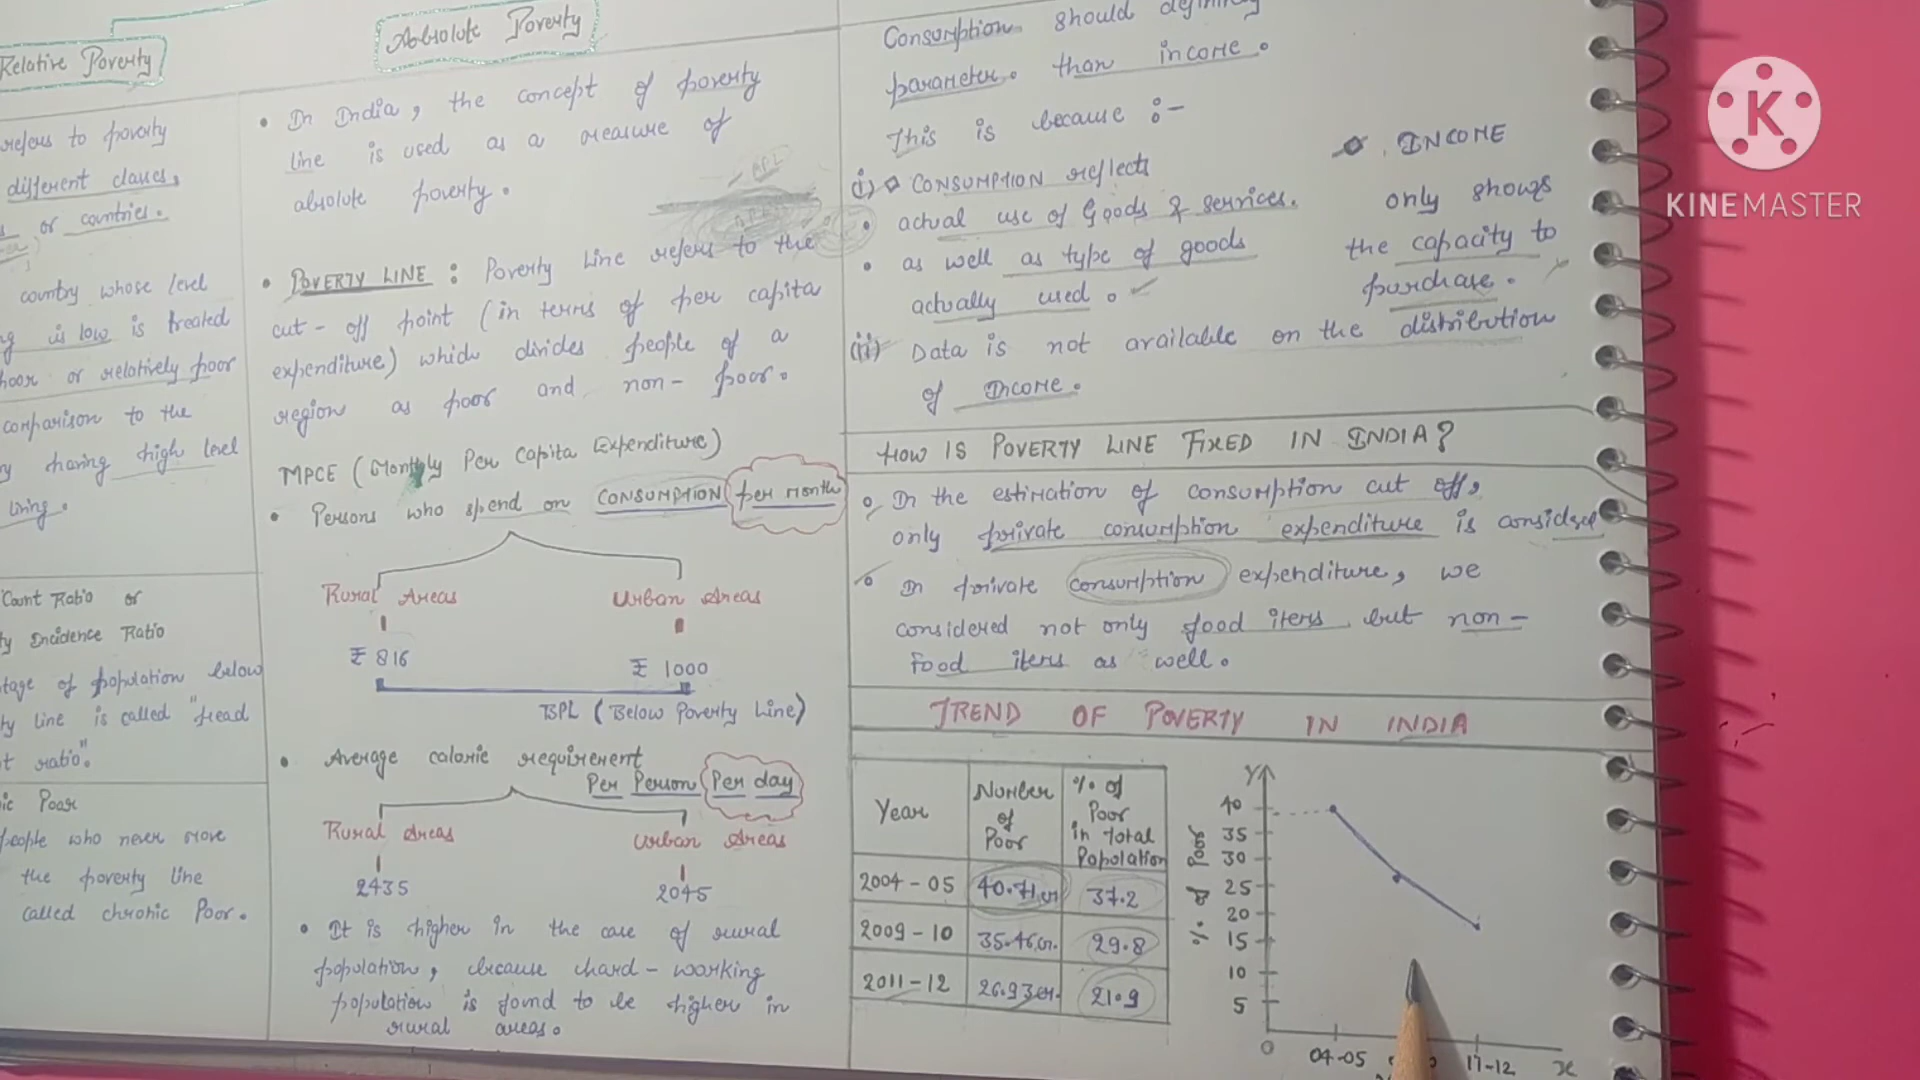 Relative Poverty
refers to poverty
different classes,
or countries.
country whose level
is low is treated
poor or relatively poor
comparison to the
having high level
living.
Count Ratio or
Incidence Ratio
tage of population below
ty line is called "Head
t ratio".
ic Poor
people who never move
the poverty line
called chronic Poor.
Absolute Poverty
• In India, the concept of poverty
line is used as a measure of
absolute poverty.
• POVERTY LINE : Poverty Line refers to the
cut-off point (in terms of per capita
expenditure) which divides people of a
region as poor and non-poor.
MPCE (Monthly Per Capita Expenditure)
• Persons who spend on CONSUMPTION per month
Rural Areas Urban Areas
₹ 816 ₹ 1000
BPL (Below Poverty Line)
• Average calorie requirement
Per Person Per day
Rural Areas Urban Areas
2435 2045
• It is higher in the case of rural
population, because hard-working
population is found to be higher in
rural areas.
Consumption should
parameter. than income.
This is because :-
(i) CONSUMPTION reflects
• actual use of Goods & services.
• as well as type of goods
actually used.
INCOME
only shows
the capacity to
purchase.
(ii) Data is not available on the distribution
of Income.
HOW IS POVERTY LINE FIXED IN INDIA?
• In the estimation of consumption cut off,
only private consumption expenditure is
• In private consumption expenditure, we
considered not only food items but non-
food items as well.
TREND OF POVERTY IN INDIA
Year Number of Poor % of Poor in total Popolation
2004-05 40.71 cr 37.2
2009-10 35.46 cr. 29.8
2011-12 26.93 cr. 21.9
Y
40
35
30
25
20
15
10
5
0
% of Poor
04-05 11-12 x
K
KINEMASTER